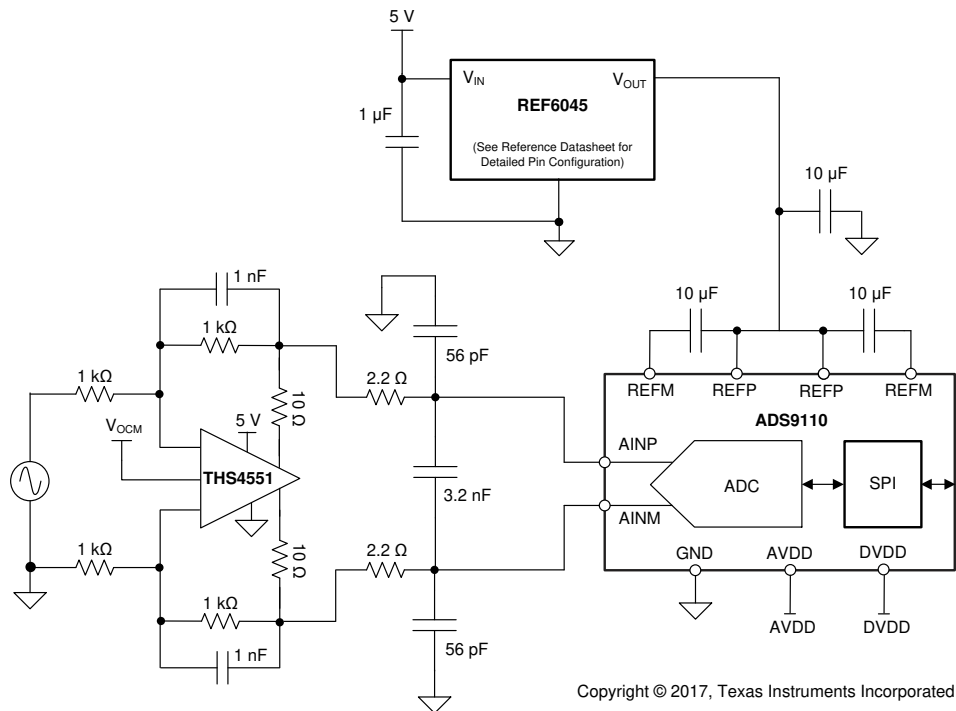 5 V
V_IN
V_OUT
REF6045
(See Reference Datasheet for
Detailed Pin Configuration)
1 µF
10 µF
1 nF
1 kΩ
1 kΩ
10 Ω
V_OCM
5 V
THS4551
1 kΩ
10 Ω
1 kΩ
1 nF
2.2 Ω
56 pF
3.2 nF
2.2 Ω
56 pF
10 µF
10 µF
REFM
REFP
REFP
REFM
ADS9110
AINP
AINM
ADC
SPI
GND
AVDD
DVDD
AVDD
DVDD
Copyright © 2017, Texas Instruments Incorporated